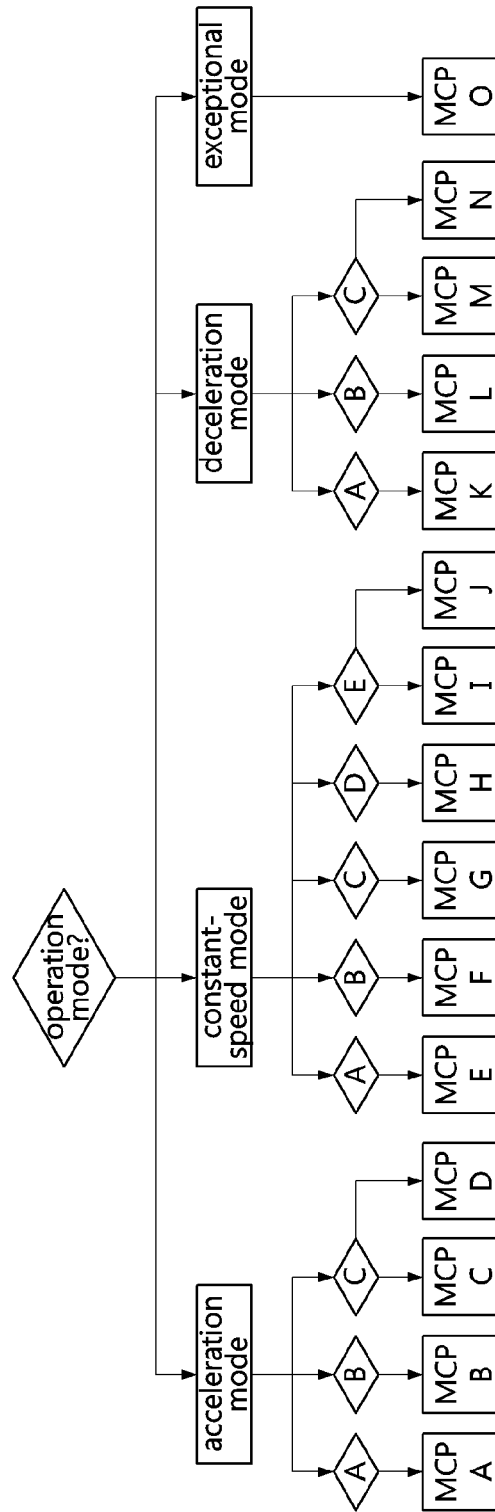 operation
mode?
acceleration
mode
constant-
speed mode
deceleration
mode
exceptional
mode
A
B
C
A
B
C
D
E
A
B
C
MCP
A
MCP
B
MCP
C
MCP
D
MCP
E
MCP
F
MCP
G
MCP
H
MCP
I
MCP
J
MCP
K
MCP
L
MCP
M
MCP
N
MCP
O